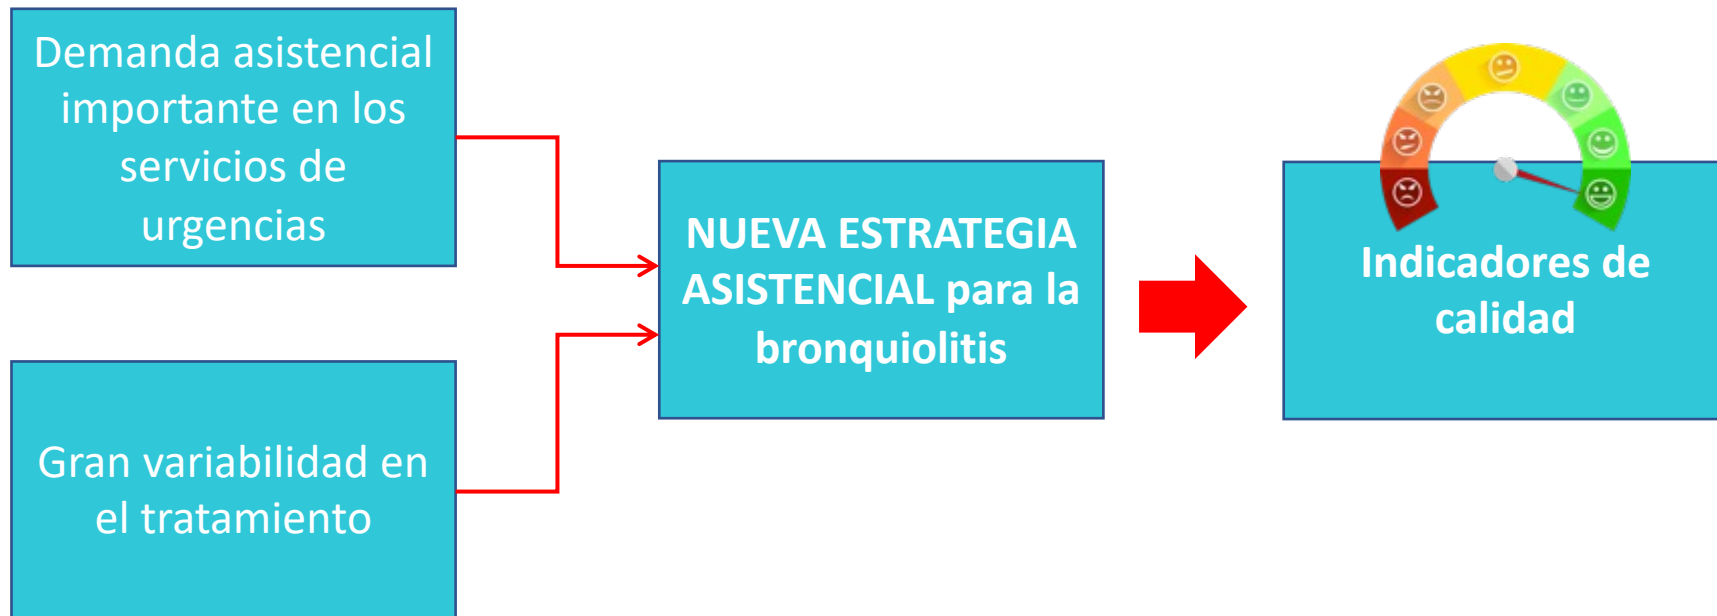 Demanda asistencial
importante en los
servicios de
urgencias
Gran variabilidad en
el tratamiento
NUEVA ESTRATEGIA
ASISTENCIAL para la
bronquiolitis
Indicadores de
calidad